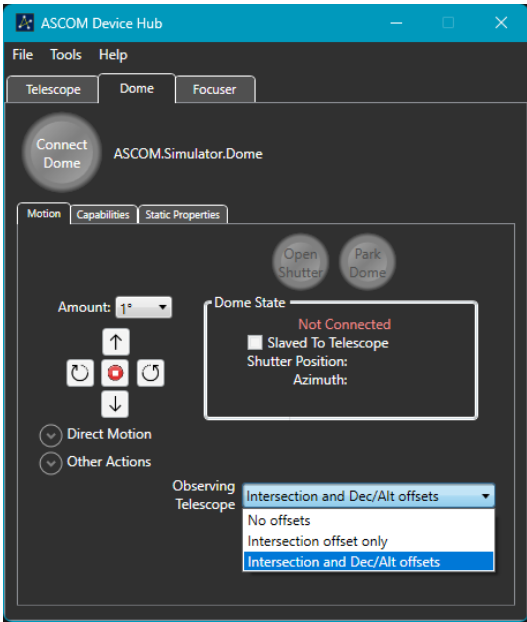 ASCOM Device Hub
File Tools Help
Telescope Dome Focuser
Connect
Dome
ASCOM.Simulator.Dome
Motion Capabilities Static Properties
Open
Shutter
Park
Dome
Amount: 1°
Dome State
Not Connected
Slaved To Telescope
Shutter Position:
Azimuth:
Direct Motion
Other Actions
Observing
Telescope
Intersection and Dec/Alt offsets
No offsets
Intersection offset only
Intersection and Dec/Alt offsets